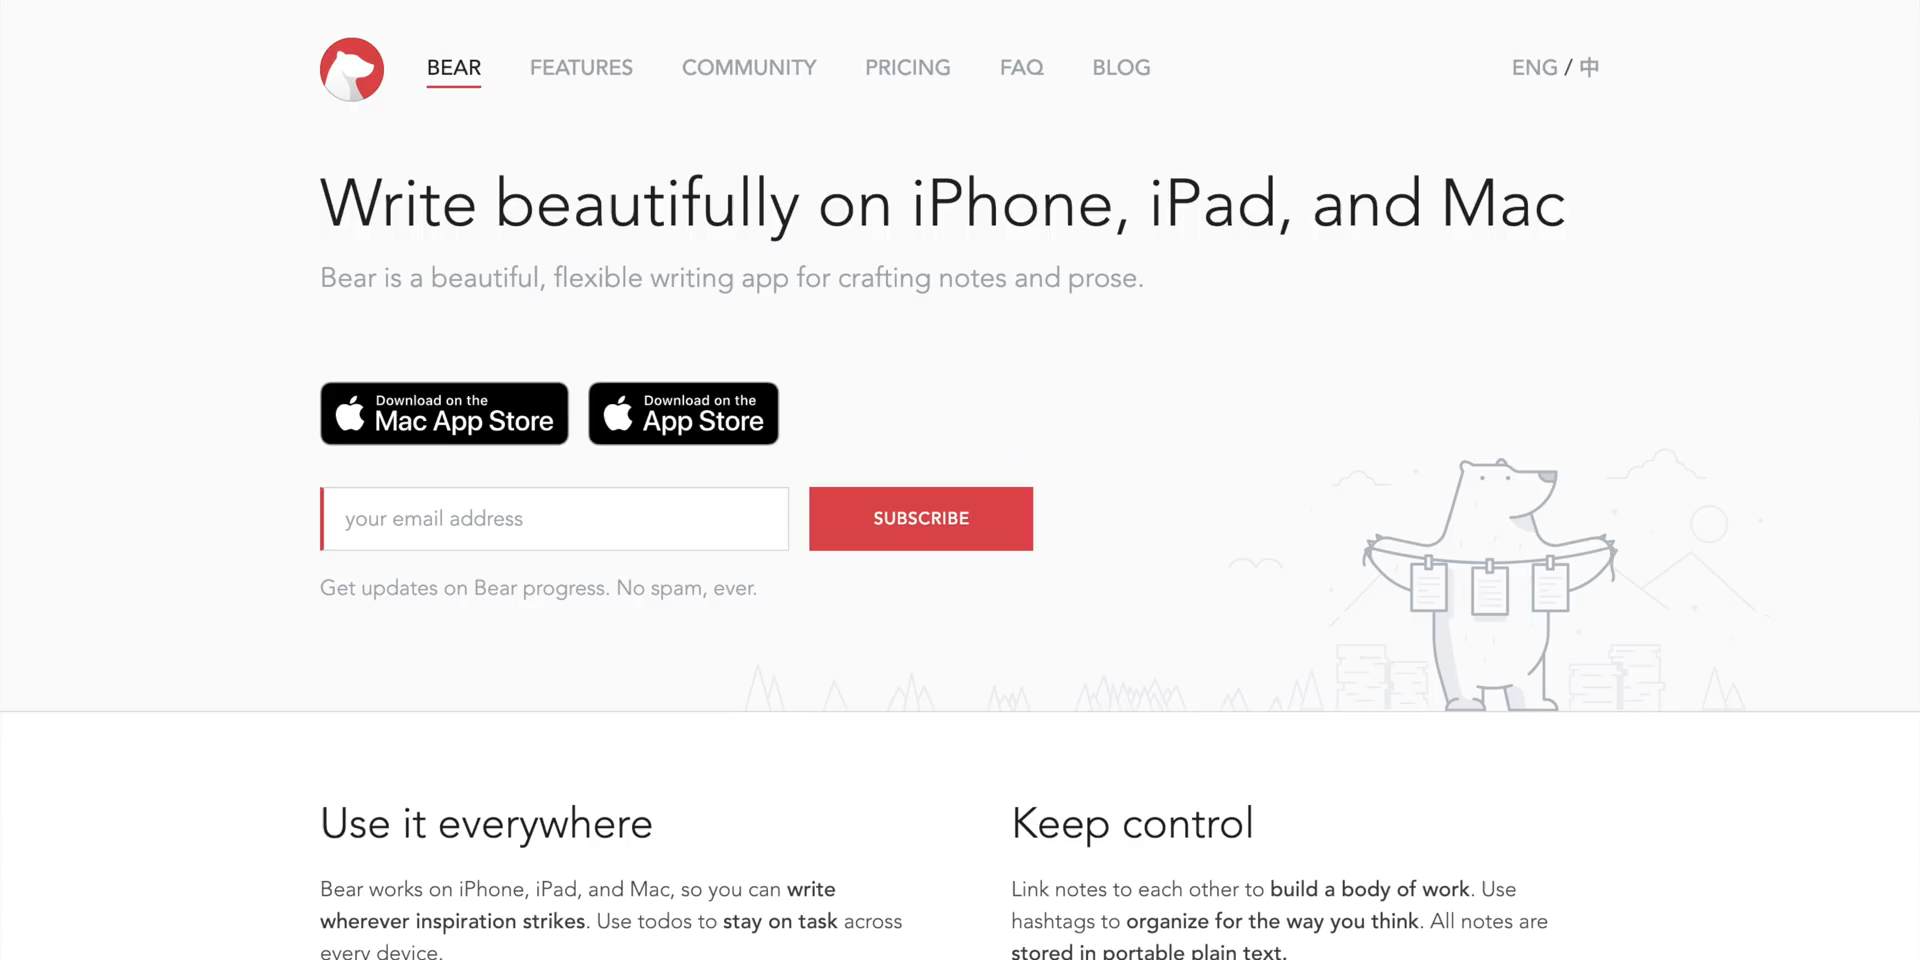 BEAR FEATURES COMMUNITY PRICING FAQ BLOG ENG / 中
Write beautifully on iPhone, iPad, and Mac
Bear is a beautiful, flexible writing app for crafting notes and prose.
Download on the
Mac App Store
Download on the
App Store
your email address
SUBSCRIBE
Get updates on Bear progress. No spam, ever.
Use it everywhere
Bear works on iPhone, iPad, and Mac, so you can write
wherever inspiration strikes. Use todos to stay on task across
every device.
Keep control
Link notes to each other to build a body of work. Use
hashtags to organize for the way you think. All notes are
stored in portable plain text.